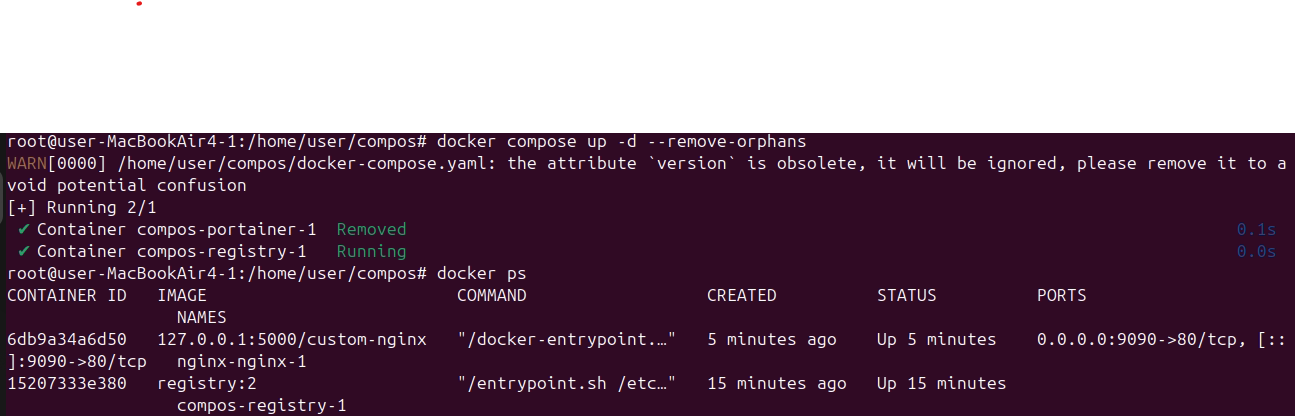 root@user-MacBookAir4-1:/home/user/compos# docker compose up -d --remove-orphans
WARN[0000] /home/user/compos/docker-compose.yaml: the attribute `version` is obsolete, it will be ignored, please remove it to a
void potential confusion
[+] Running 2/1
✔ Container compos-portainer-1  Removed 0.1s
✔ Container compos-registry-1   Running 0.0s
root@user-MacBookAir4-1:/home/user/compos# docker ps
CONTAINER ID   IMAGE                         COMMAND                  CREATED          STATUS          PORTS
                 NAMES
6db9a34a6d50   127.0.0.1:5000/custom-nginx   "/docker-entrypoint.…"   5 minutes ago    Up 5 minutes    0.0.0.0:9090->80/tcp, [::
]:9090->80/tcp   nginx-nginx-1
15207333e380   registry:2                    "/entrypoint.sh /etc…"   15 minutes ago   Up 15 minutes
                 compos-registry-1